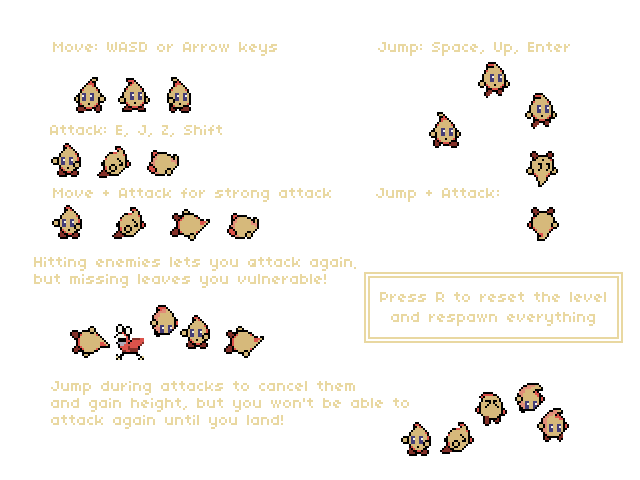 Move: WASD or Arrow keys
Jump: Space, Up, Enter
Attack: E, J, Z, Shift
Move + Attack for strong attack
Jump + Attack:
Hitting enemies lets you attack again,
but missing leaves you vulnerable!
Press R to reset the level
and respawn everything
Jump during attacks to cancel them
and gain height, but you won't be able to
attack again until you land!